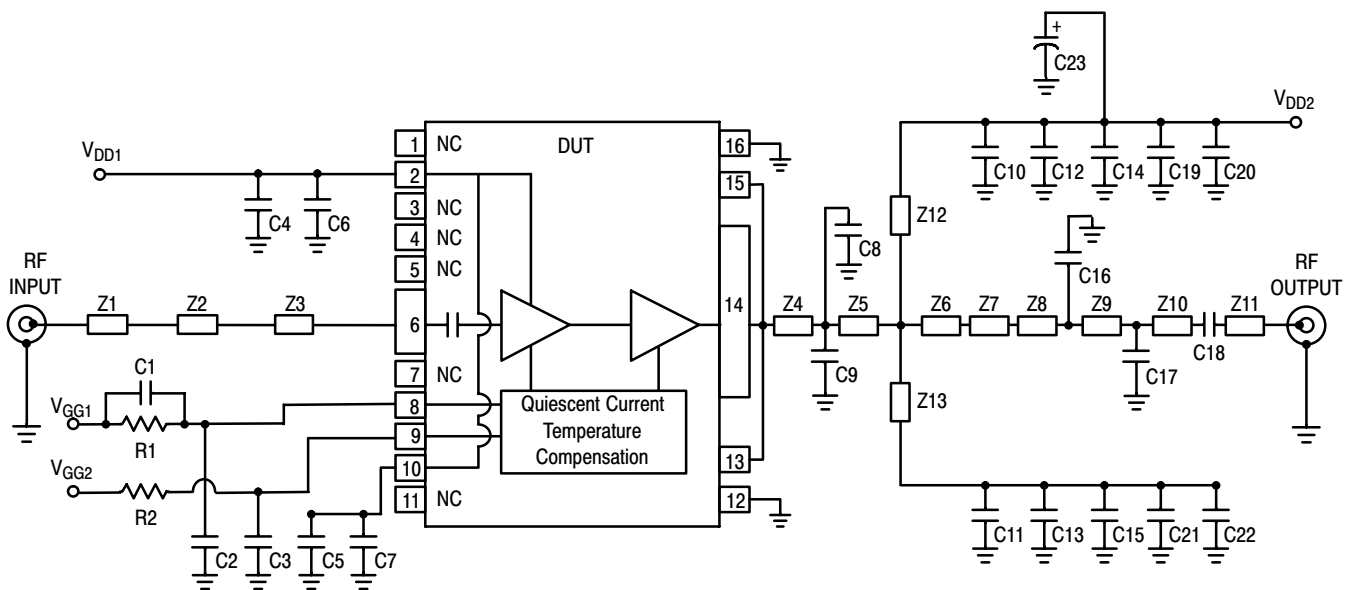 +
C23
VDD2
C10
C12
C14
C19
C20
VDD1
C4
C6
1 NC
DUT
16
2
15
3 NC
4 NC
5 NC
Z12
C8
C16
RF
INPUT
Z1
Z2
Z3
6
14
Z4
Z5
Z6
Z7
Z8
Z9
Z10
Z11
RF
OUTPUT
C9
C17
C18
7 NC
C1
VGG1
R1
8
Quiescent Current
Temperature
Compensation
9
Z13
VGG2
R2
10
13
11 NC
12
C2
C3
C5
C7
C11
C13
C15
C21
C22